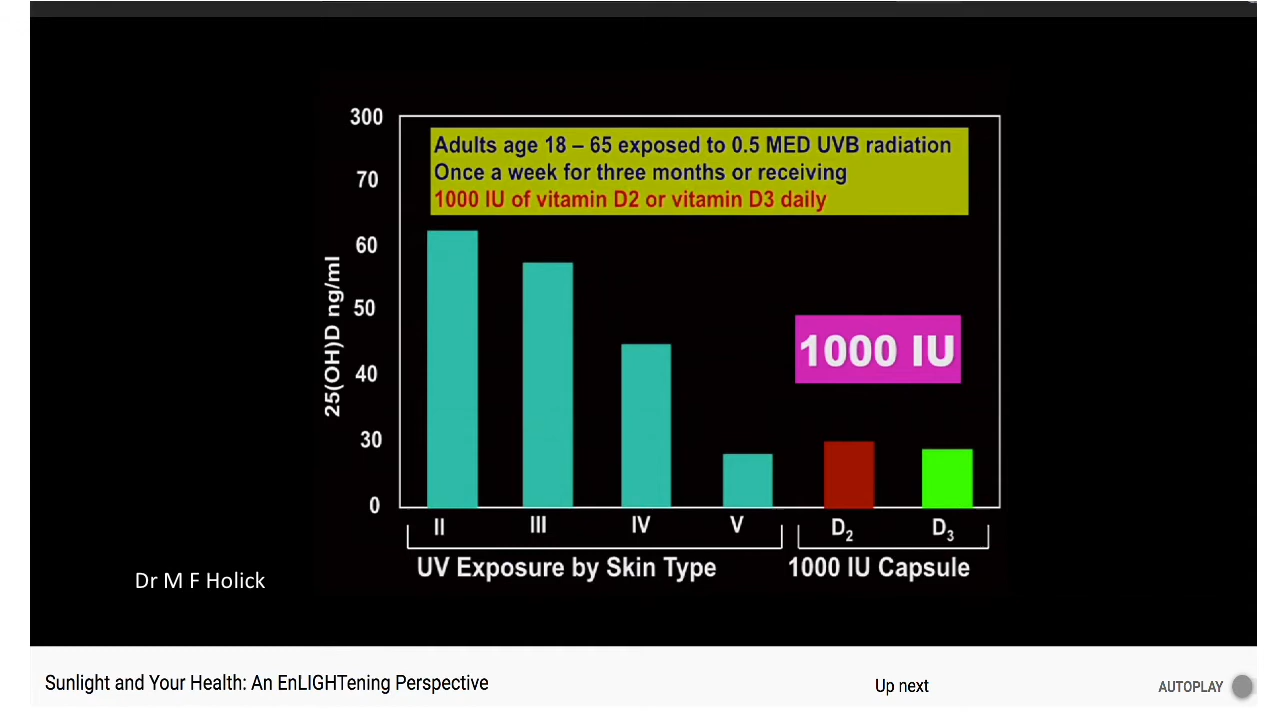 300
Adults age 18 – 65 exposed to 0.5 MED UVB radiation
Once a week for three months or receiving
1000 IU of vitamin D2 or vitamin D3 daily
70
60
50
40
30
0
25(OH)D ng/ml
1000 IU
II III IV V D2 D3
UV Exposure by Skin Type 1000 IU Capsule
Dr M F Holick
Sunlight and Your Health: An EnLIGHTening Perspective
Up next
AUTOPLAY